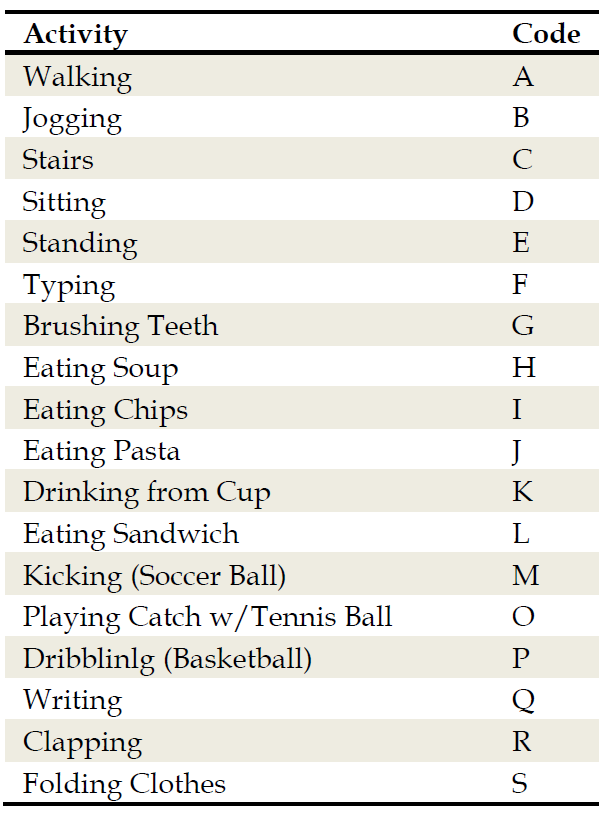 Activity Code
Walking A
Jogging B
Stairs C
Sitting D
Standing E
Typing F
Brushing Teeth G
Eating Soup H
Eating Chips I
Eating Pasta J
Drinking from Cup K
Eating Sandwich L
Kicking (Soccer Ball) M
Playing Catch w/Tennis Ball O
Dribblinlg (Basketball) P
Writing Q
Clapping R
Folding Clothes S